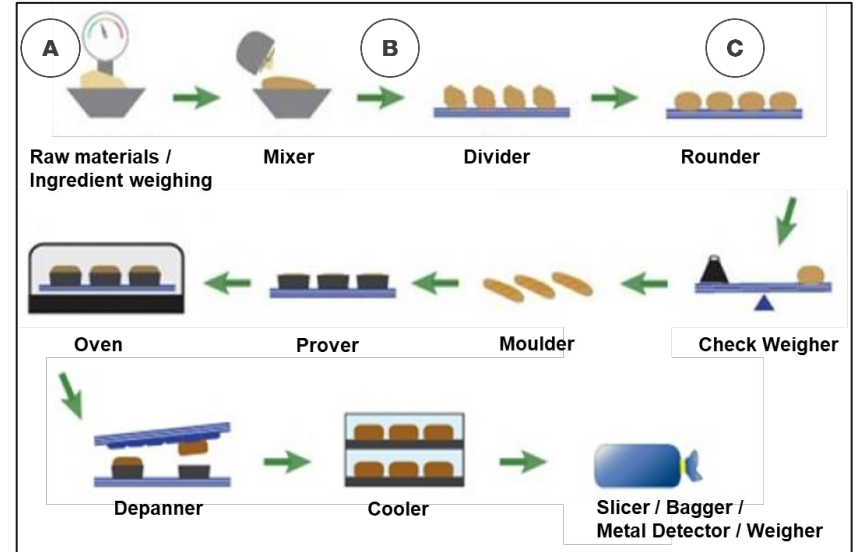 A
B
C
Raw materials /
Ingredient weighing
Mixer
Divider
Rounder
Oven
Prover
Moulder
Check Weigher
Depanner
Cooler
Slicer / Bagger /
Metal Detector / Weigher